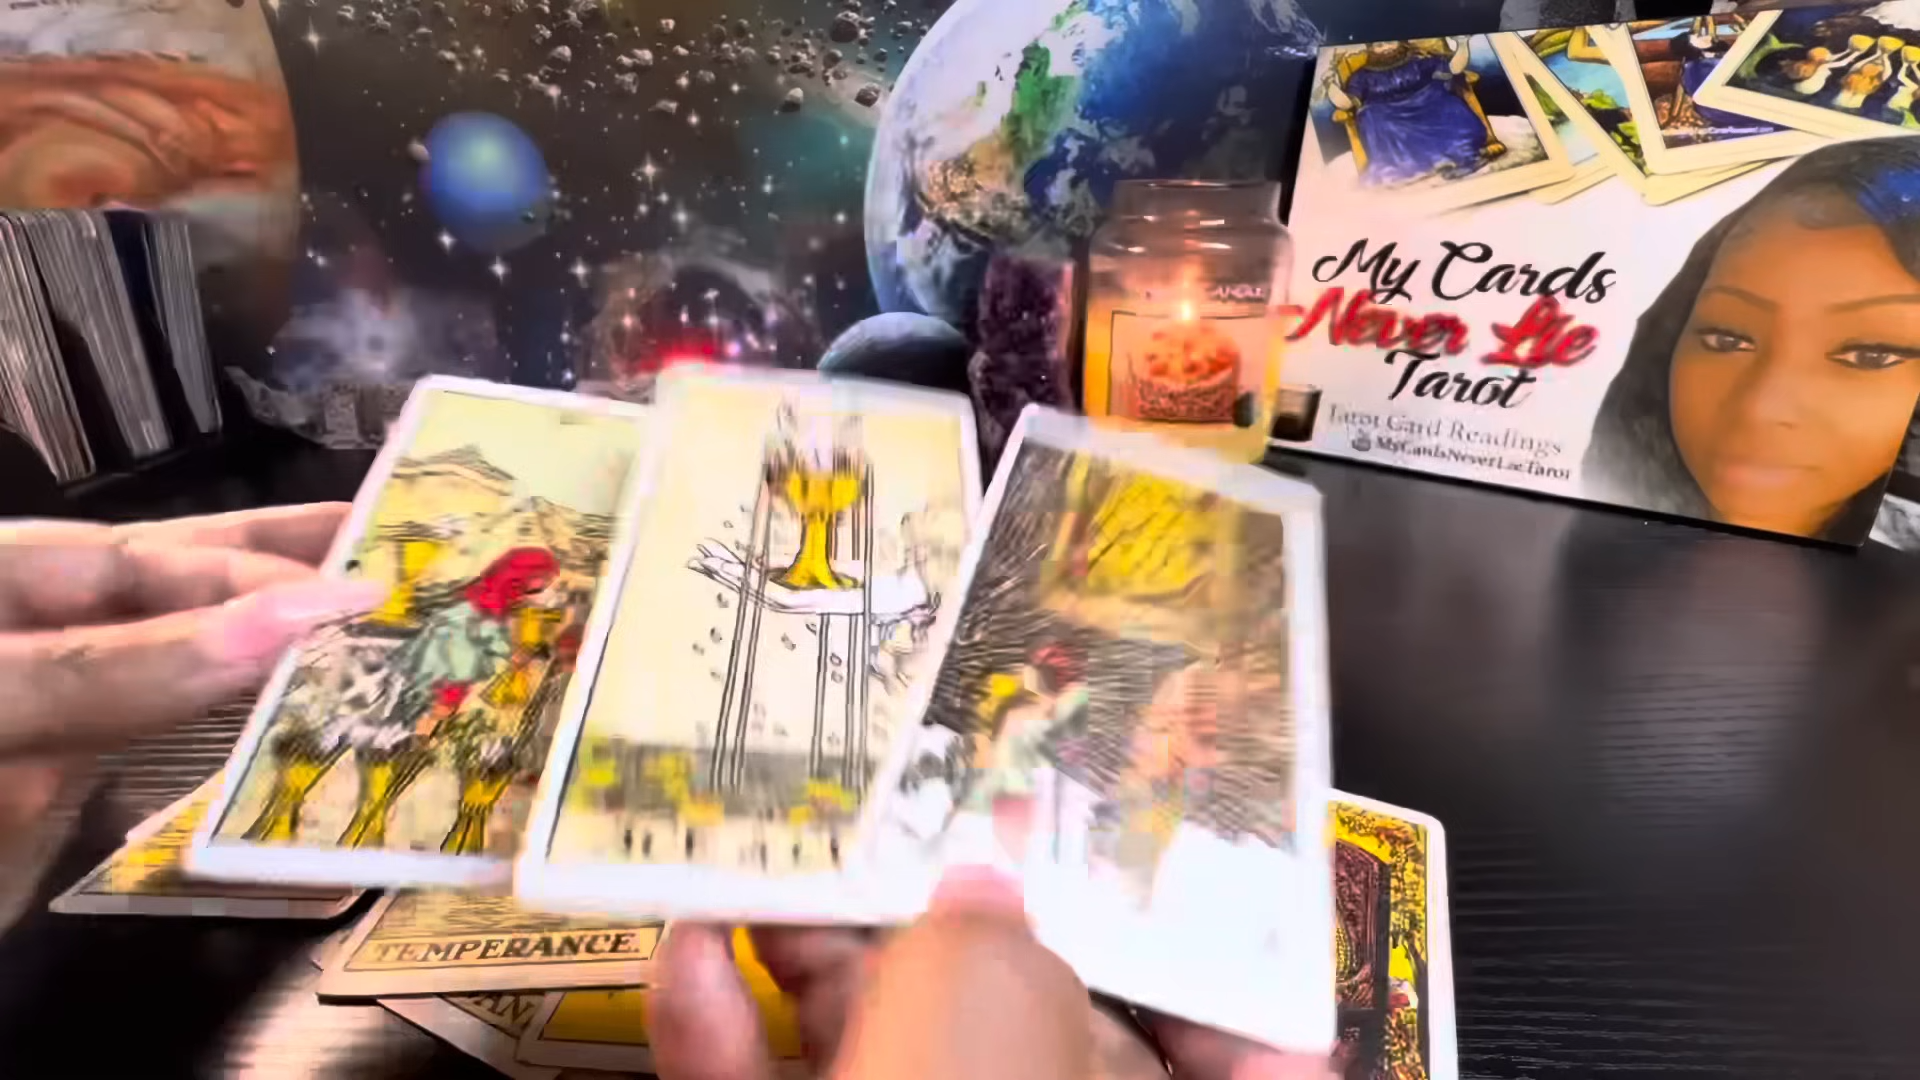 My Cards
Never Lie
Tarot
Tarot Card Readings
MyCardsNeverLieTarot
TEMPERANCE.